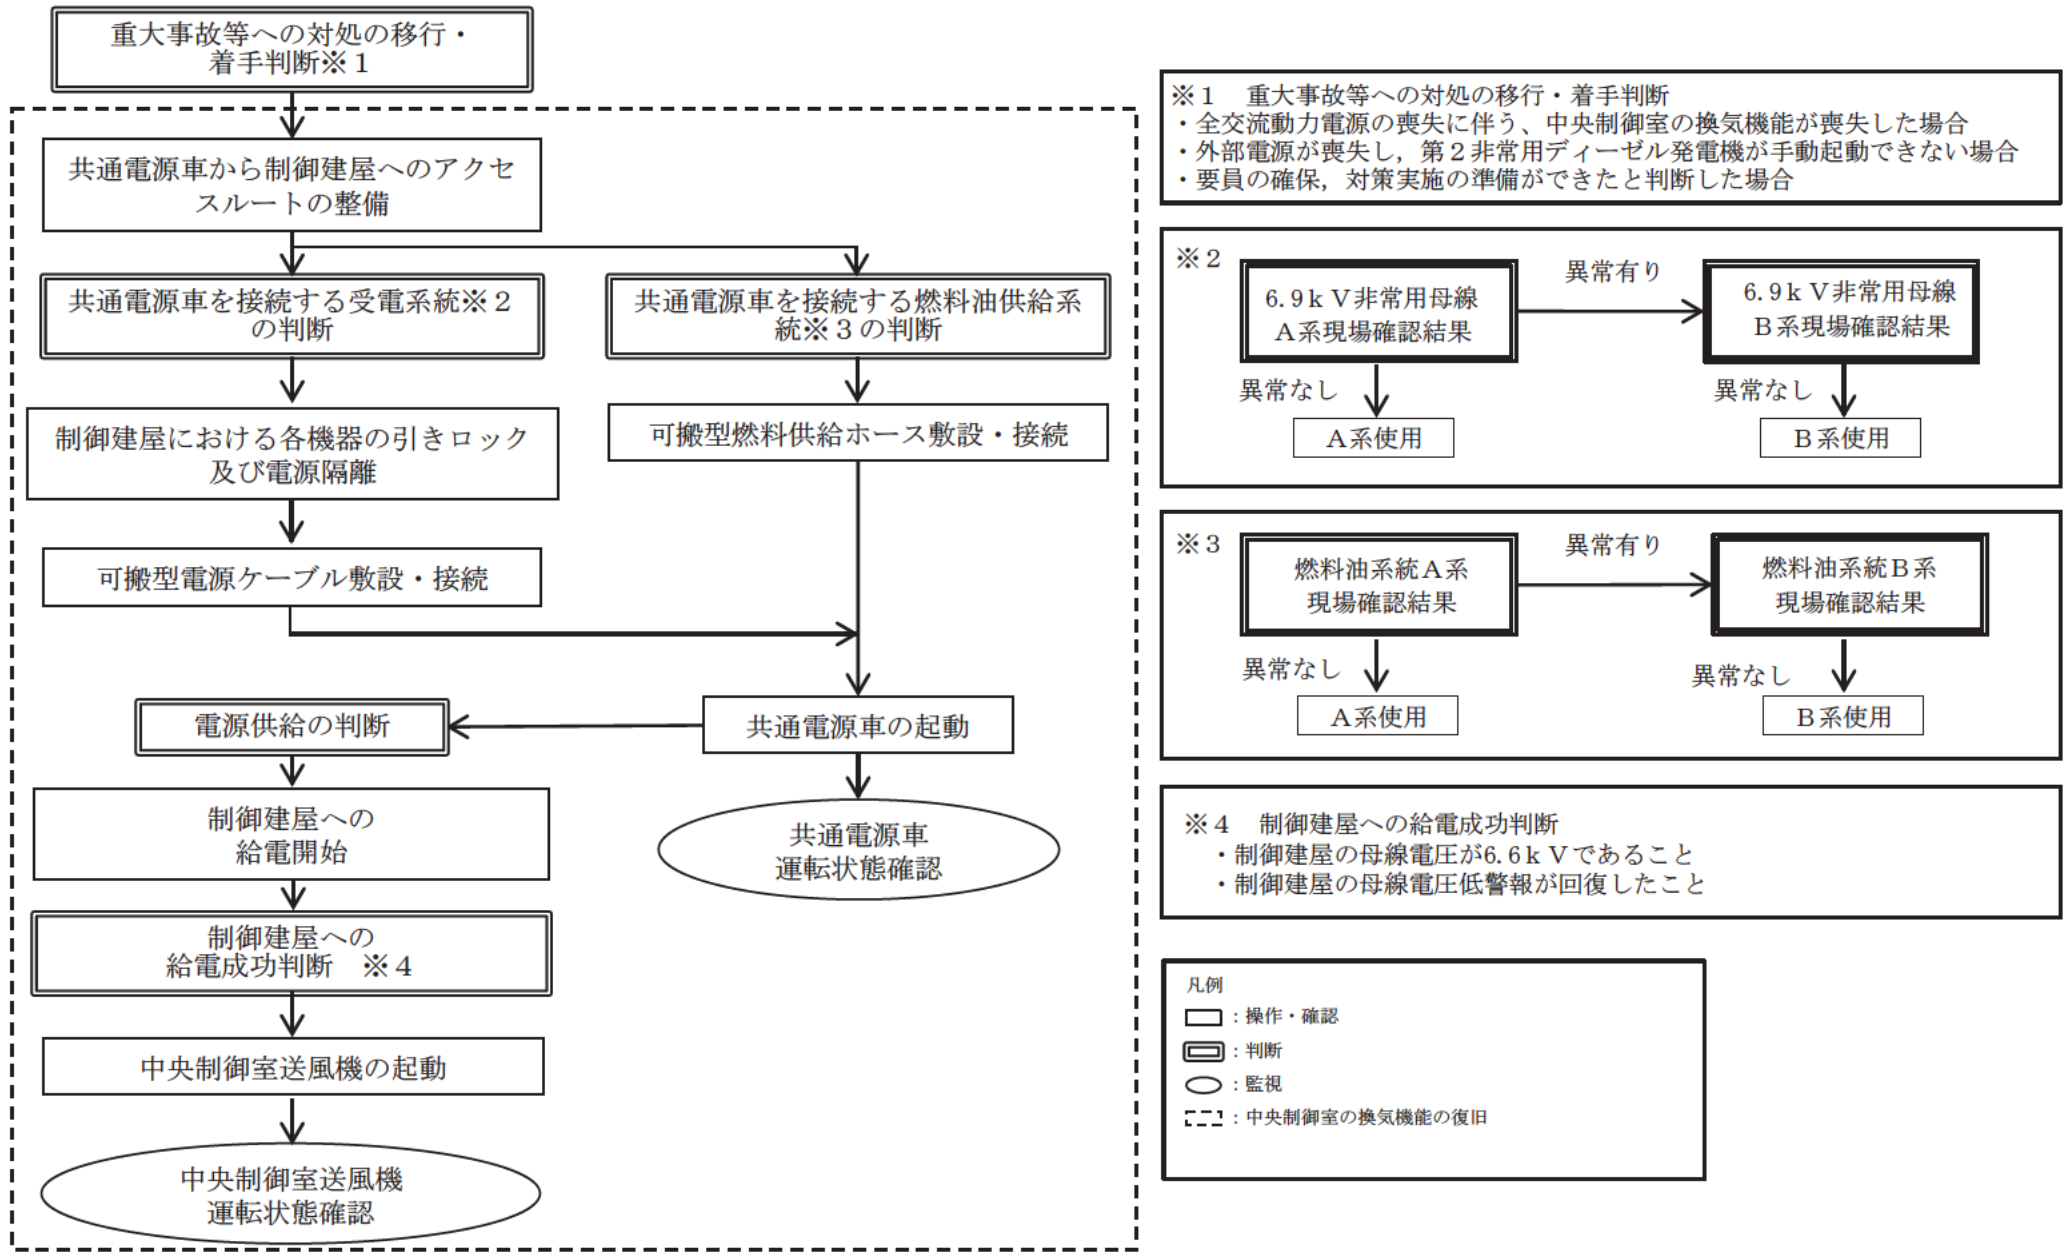 重大事故等への対処の移行・
着手判断※１
共通電源車から制御建屋へのアクセ
スルートの整備
共通電源車を接続する受電系統※２
の判断
共通電源車を接続する燃料油供給系
統※３の判断
制御建屋における各機器の引きロック
及び電源隔離
可搬型燃料供給ホース敷設・接続
可搬型電源ケーブル敷設・接続
電源供給の判断
共通電源車の起動
制御建屋への
給電開始
共通電源車
運転状態確認
制御建屋への
給電成功判断　※４
中央制御室送風機の起動
中央制御室送風機
運転状態確認
※１　重大事故等への対処の移行・着手判断
・全交流動力電源の喪失に伴う、中央制御室の換気機能が喪失した場合
・外部電源が喪失し，第２非常用ディーゼル発電機が手動起動できない場合
・要員の確保，対策実施の準備ができたと判断した場合
※２
6.9ｋＶ非常用母線
Ａ系現場確認結果
異常有り
6.9ｋＶ非常用母線
Ｂ系現場確認結果
異常なし
異常なし
Ａ系使用
Ｂ系使用
※３
燃料油系統Ａ系
現場確認結果
異常有り
燃料油系統Ｂ系
現場確認結果
異常なし
異常なし
Ａ系使用
Ｂ系使用
※４　制御建屋への給電成功判断
・制御建屋の母線電圧が6.6ｋＶであること
・制御建屋の母線電圧低警報が回復したこと
凡例
：操作・確認
：判断
：監視
：中央制御室の換気機能の復旧